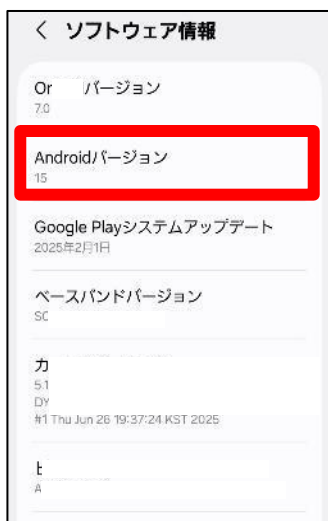 ソフトウェア情報
Or バージョン
7.0
Androidバージョン
15
Google Playシステムアップデート
2025年2月1日
ベースバンドバージョン
SC
カ
5.1
DY
#1 Thu Jun 26 19:37:24 KST 2025
A